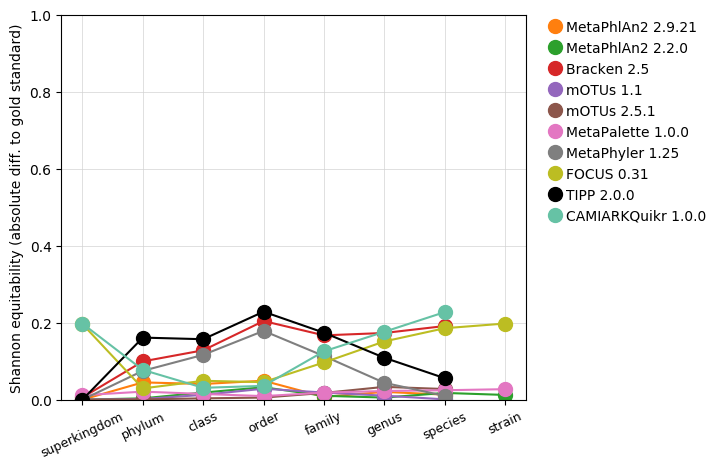 Shannon equitability (absolute diff. to gold standard)
1.0
0.8
0.6
0.4
0.2
0.0
superkingdom
phylum
class
order
family
genus
species
strain
MetaPhlAn2 2.9.21
MetaPhlAn2 2.2.0
Bracken 2.5
mOTUs 1.1
mOTUs 2.5.1
MetaPalette 1.0.0
MetaPhyler 1.25
FOCUS 0.31
TIPP 2.0.0
CAMIARKQuikr 1.0.0